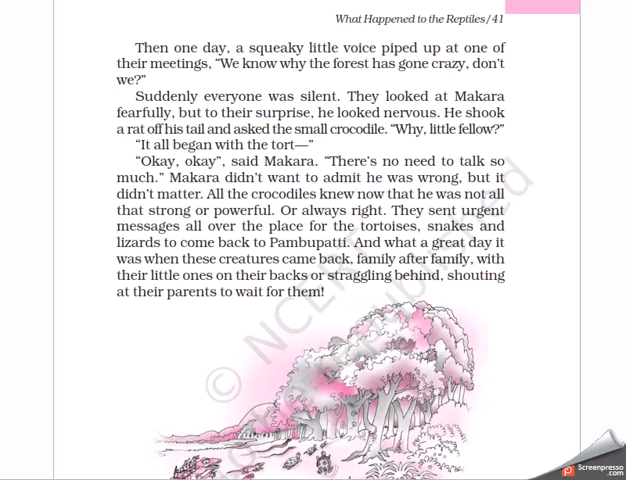 What Happened to the Reptiles/41
Then one day, a squeaky little voice piped up at one of
their meetings, “We know why the forest has gone crazy, don’t
we?”
Suddenly everyone was silent. They looked at Makara
fearfully, but to their surprise, he looked nervous. He shook
a rat off his tail and asked the small crocodile. “Why, little fellow?”
“It all began with the tort—”
“Okay, okay”, said Makara. “There’s no need to talk so
much.” Makara didn’t want to admit he was wrong, but it
didn’t matter. All the crocodiles knew now that he was not all
that strong or powerful. Or always right. They sent urgent
messages all over the place for the tortoises, snakes and
lizards to come back to Pambupatti. And what a great day it
was when these creatures came back, family after family, with
their little ones on their backs or straggling behind, shouting
at their parents to wait for them!
© NCERT
not to be republished
Screenpresso
.com